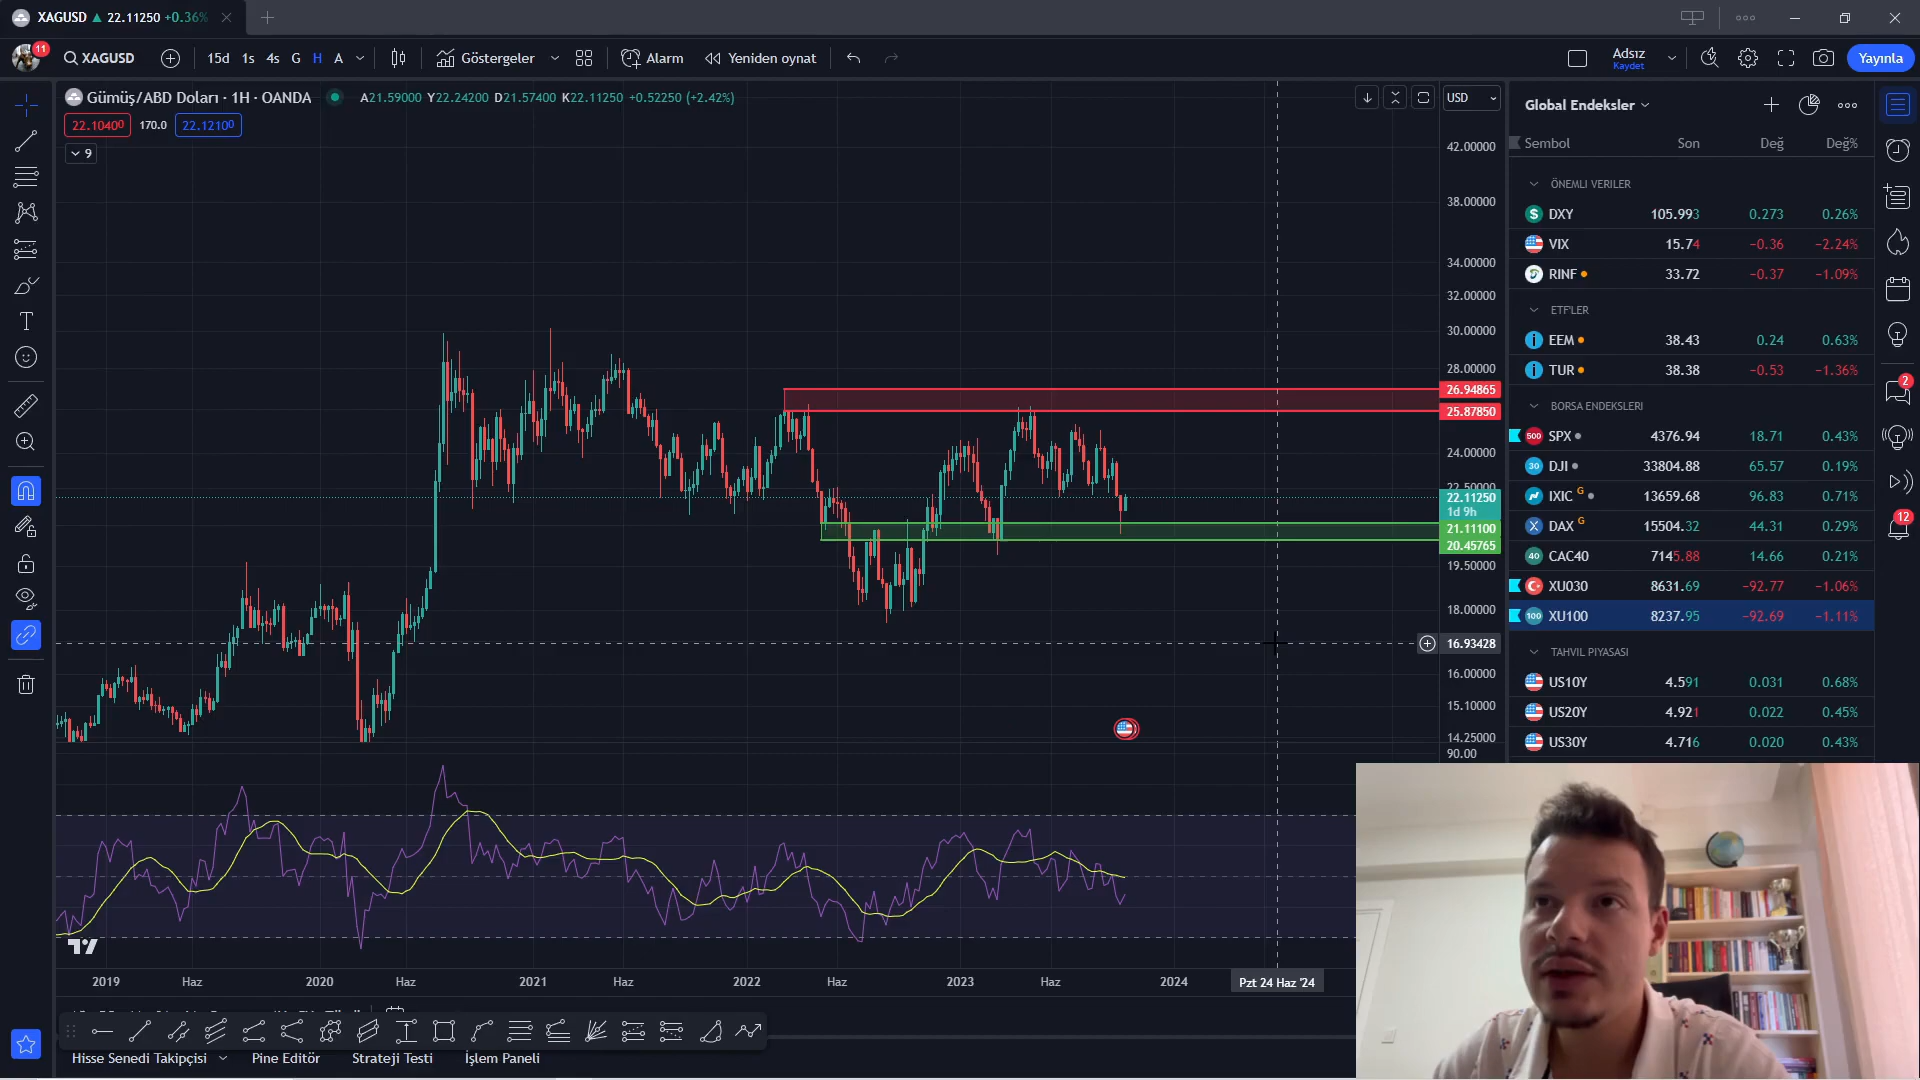 XAGUSD ▲ 22.11250 +0.36%
11
XAGUSD
15d 1s 4s G H A
Göstergeler
Alarm
Yeniden oynat
Adsız
Kaydet
Yayınla
Gümüş/ABD Doları · 1H · OANDA
A21.59000 Y22.24200 D21.57400 K22.11250 +0.52250 (+2.42%)
22.10400 170.0 22.12100
9
USD
42.00000
38.00000
34.00000
32.00000
30.00000
28.00000
26.94865
25.87850
24.00000
22.50000
22.11250
1d 9h
21.11100
20.45765
19.50000
18.00000
16.93428
16.00000
15.10000
14.25000
90.00
2019 Haz 2020 Haz 2021 Haz 2022 Haz 2023 Haz 2024 Pzt 24 Haz '24
Hisse Senedi Takipçisi Pine Editör Strateji Testi İşlem Paneli
Global Endeksler
Sembol Son Değ Değ%
ÖNEMLI VERILER
DXY 105.993 0.273 0.26%
VIX 15.74 −0.36 −2.24%
RINF 33.72 −0.37 −1.09%
ETF'LER
EEM 38.43 0.24 0.63%
TUR 38.38 −0.53 −1.36%
BORSA ENDEKSLERI
500 SPX 4376.94 18.71 0.43%
30 DJI 33804.88 65.57 0.19%
IXIC G 13659.68 96.83 0.71%
X DAX G 15504.32 44.31 0.29%
40 CAC40 7145.88 14.66 0.21%
XU030 8631.69 −92.77 −1.06%
100 XU100 8237.95 −92.69 −1.11%
TAHVIL PIYASASI
US10Y 4.591 0.031 0.68%
US20Y 4.921 0.022 0.45%
US30Y 4.716 0.020 0.43%
2
12